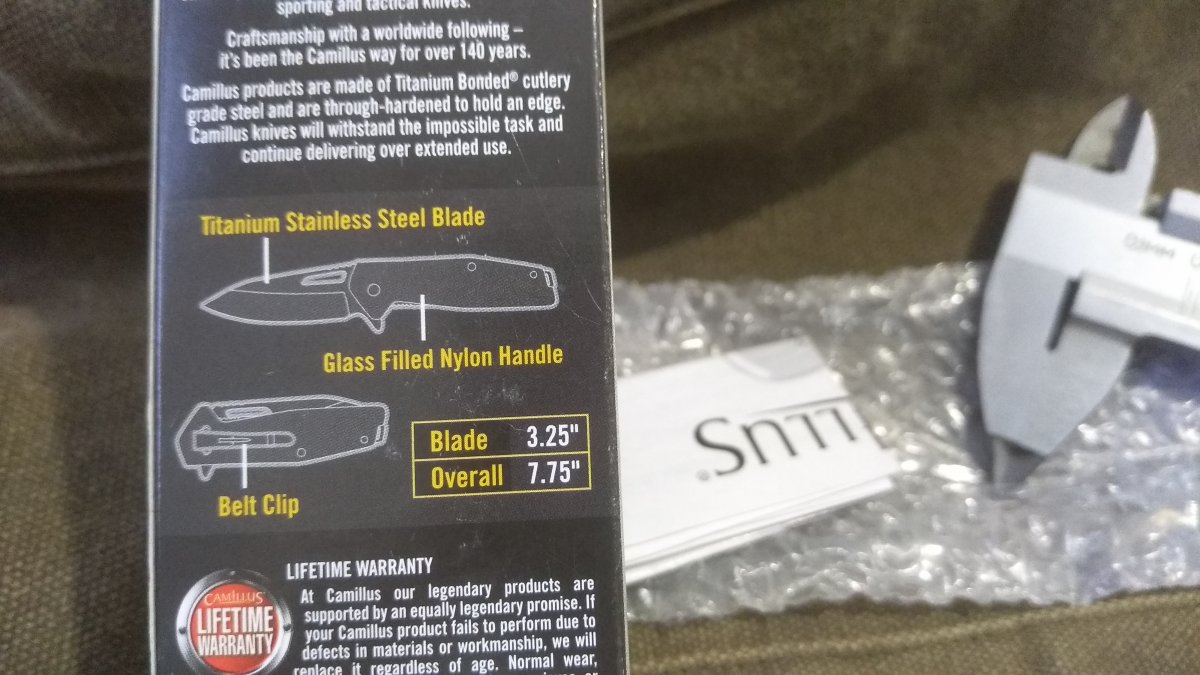 sporting and tactical knives.
Craftsmanship with a worldwide following –
it's been the Camillus way for over 140 years.
Camillus products are made of Titanium Bonded® cutlery
grade steel and are through-hardened to hold an edge.
Camillus knives will withstand the impossible task and
continue delivering over extended use.
Titanium Stainless Steel Blade
Glass Filled Nylon Handle
Blade 3.25"
Overall 7.75"
Belt Clip
LIFETIME WARRANTY
At Camillus our legendary products are
supported by an equally legendary promise. If
your Camillus product fails to perform due to
defects in materials or workmanship, we will
replace it regardless of age. Normal wear,
CAMILLUS
LIFETIME
WARRANTY
LLUS®